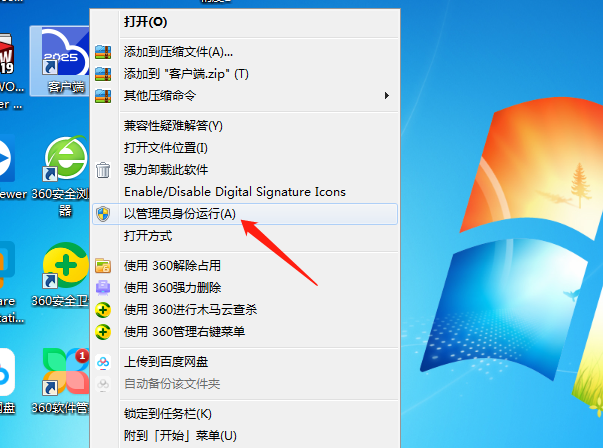 打开(O)
添加到压缩文件(A)...
添加到 "客户端.zip" (T)
其他压缩命令
兼容性疑难解答(Y)
打开文件位置(I)
强力卸载此软件
Enable/Disable Digital Signature Icons
以管理员身份运行(A)
打开方式
使用 360解除占用
使用 360强力删除
使用 360进行木马云查杀
使用 360管理右键菜单
上传到百度网盘
自动备份该文件夹
锁定到任务栏(K)
附到「开始」菜单(U)
2025
客户端
19
WO...
er ...
360安全浏
器
ewer
360安全卫
are
tati...
1
360软件管
盘